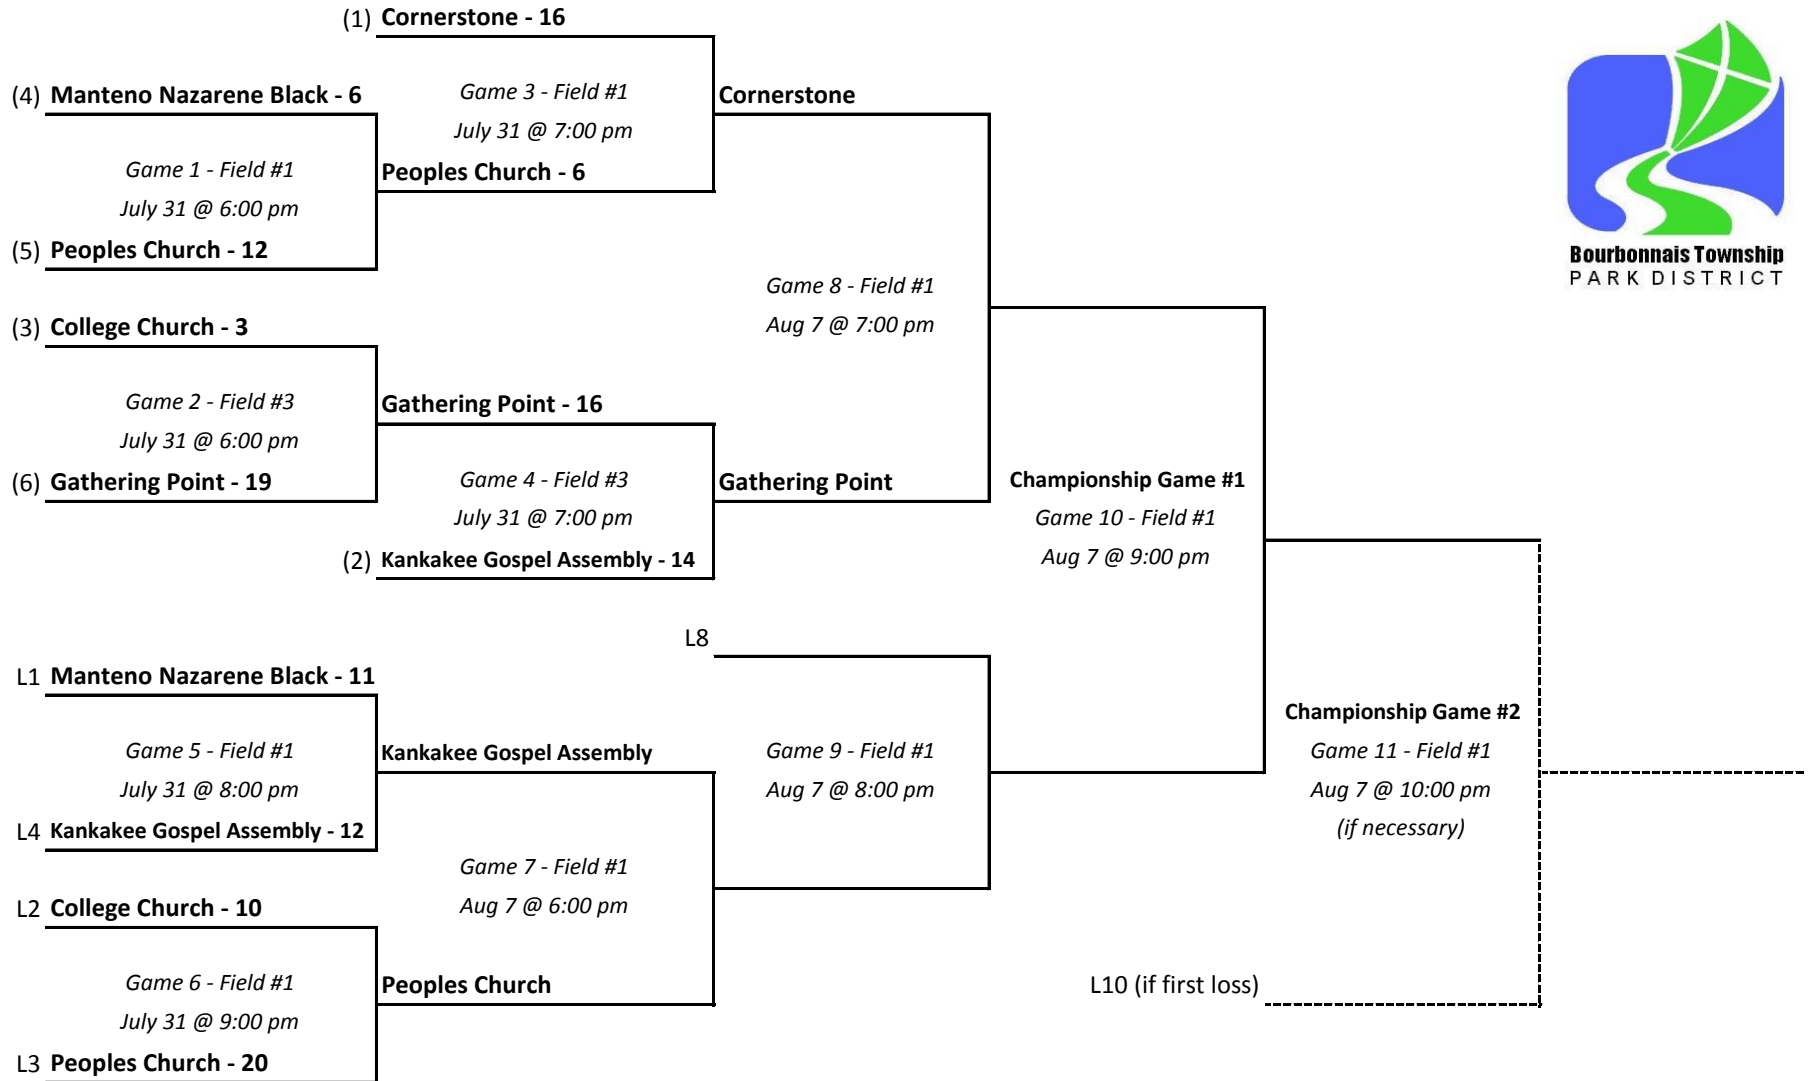 (1) Cornerstone - 16
(4) Manteno Nazarene Black - 6
Game 3 - Field #1
July 31 @ 7:00 pm
Cornerstone
Game 1 - Field #1
July 31 @ 6:00 pm
Peoples Church - 6
(5) Peoples Church - 12
Bourbonnais Township
PARK DISTRICT
Game 8 - Field #1
Aug 7 @ 7:00 pm
(3) College Church - 3
Game 2 - Field #3
July 31 @ 6:00 pm
Gathering Point - 16
(6) Gathering Point - 19
Game 4 - Field #3
July 31 @ 7:00 pm
Gathering Point
(2) Kankakee Gospel Assembly - 14
Championship Game #1
Game 10 - Field #1
Aug 7 @ 9:00 pm
L8
L1 Manteno Nazarene Black - 11
Game 5 - Field #1
July 31 @ 8:00 pm
Kankakee Gospel Assembly
Game 9 - Field #1
Aug 7 @ 8:00 pm
Championship Game #2
Game 11 - Field #1
Aug 7 @ 10:00 pm
(if necessary)
L4 Kankakee Gospel Assembly - 12
Game 7 - Field #1
Aug 7 @ 6:00 pm
L2 College Church - 10
Game 6 - Field #1
July 31 @ 9:00 pm
Peoples Church
L10 (if first loss)
L3 Peoples Church - 20